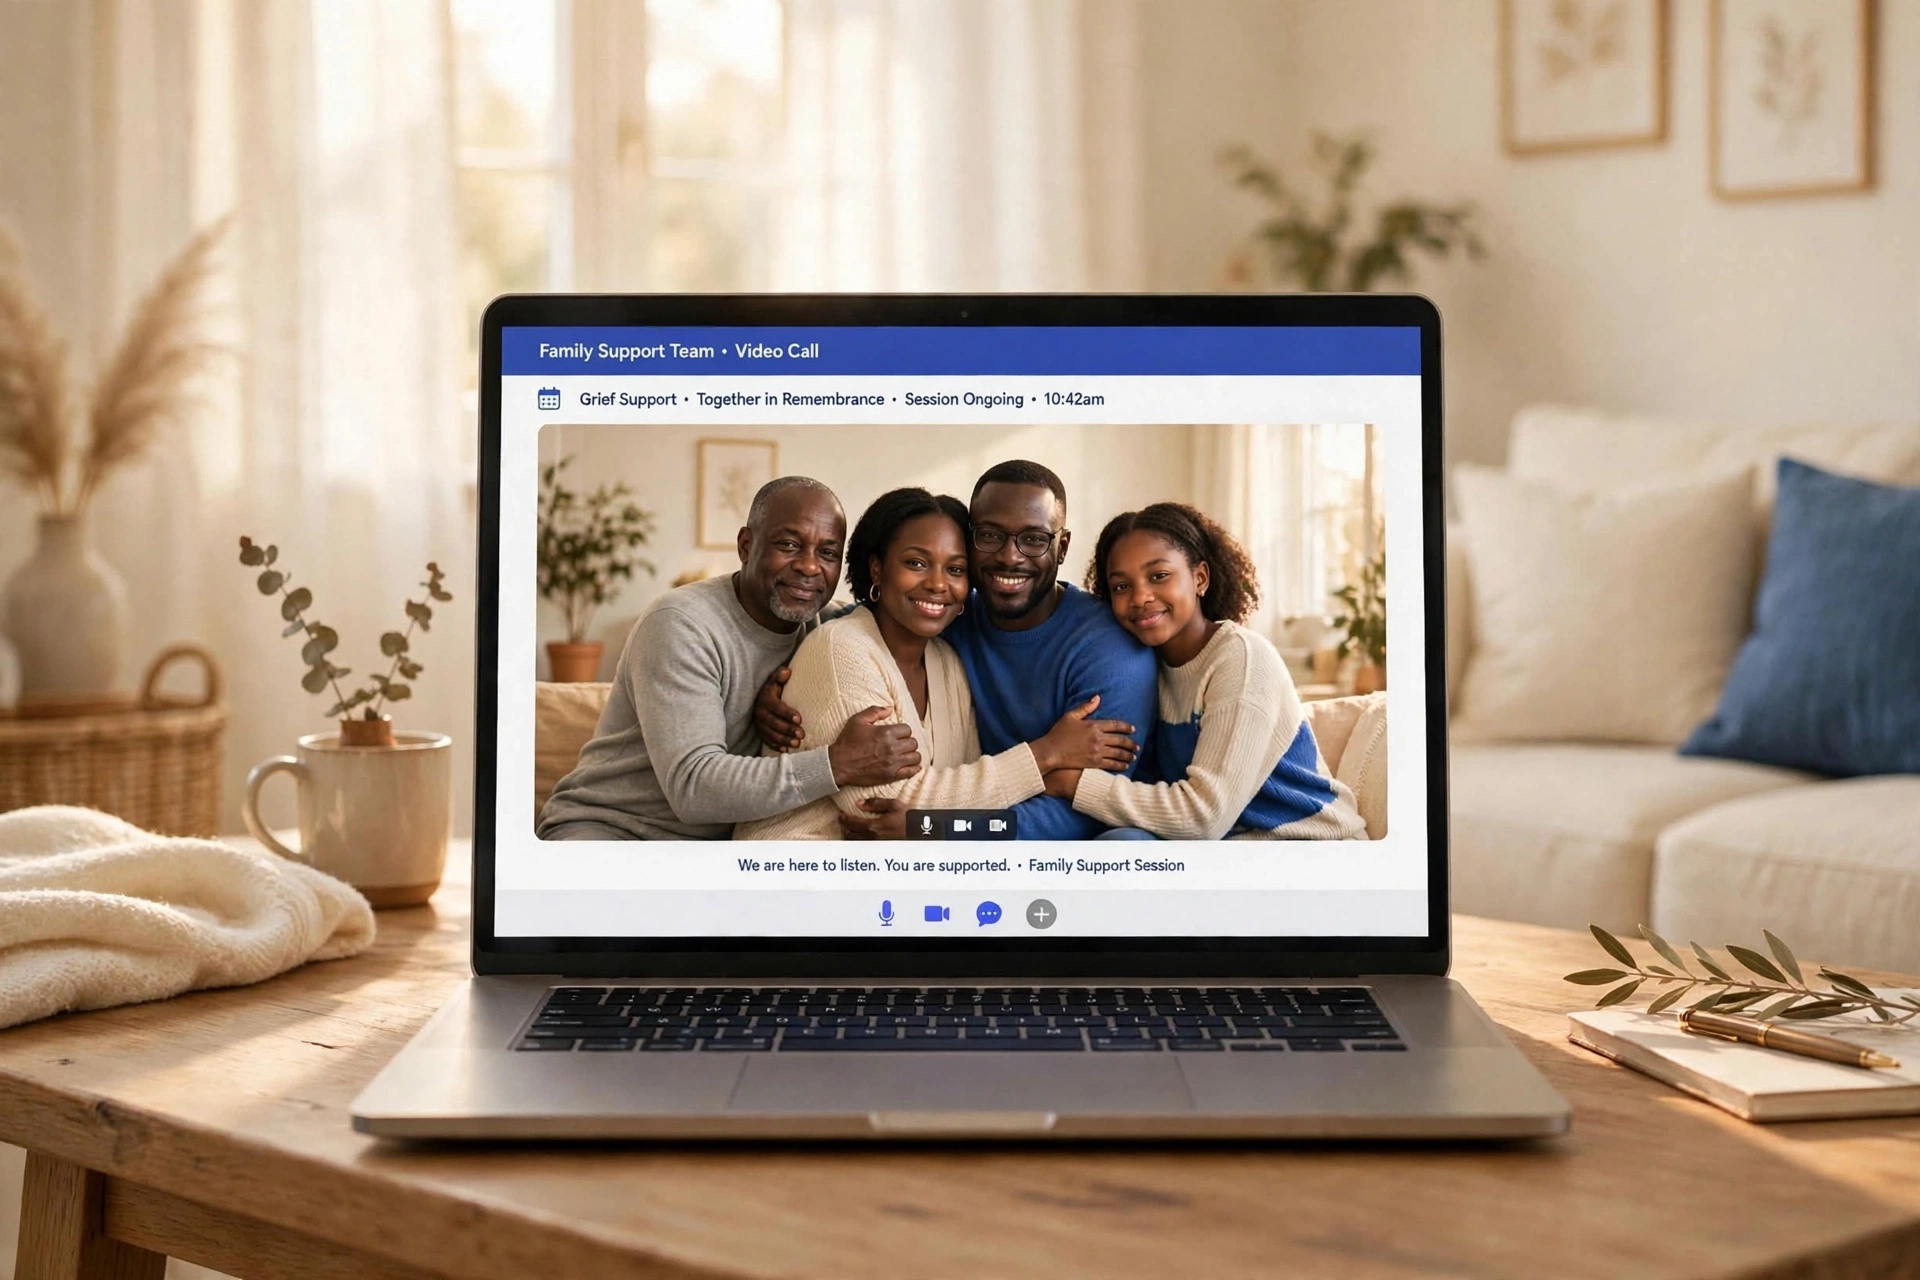 Family Support Team • Video Call
Grief Support • Together in Remembrance • Session Ongoing • 10:42am
We are here to listen. You are supported. • Family Support Session